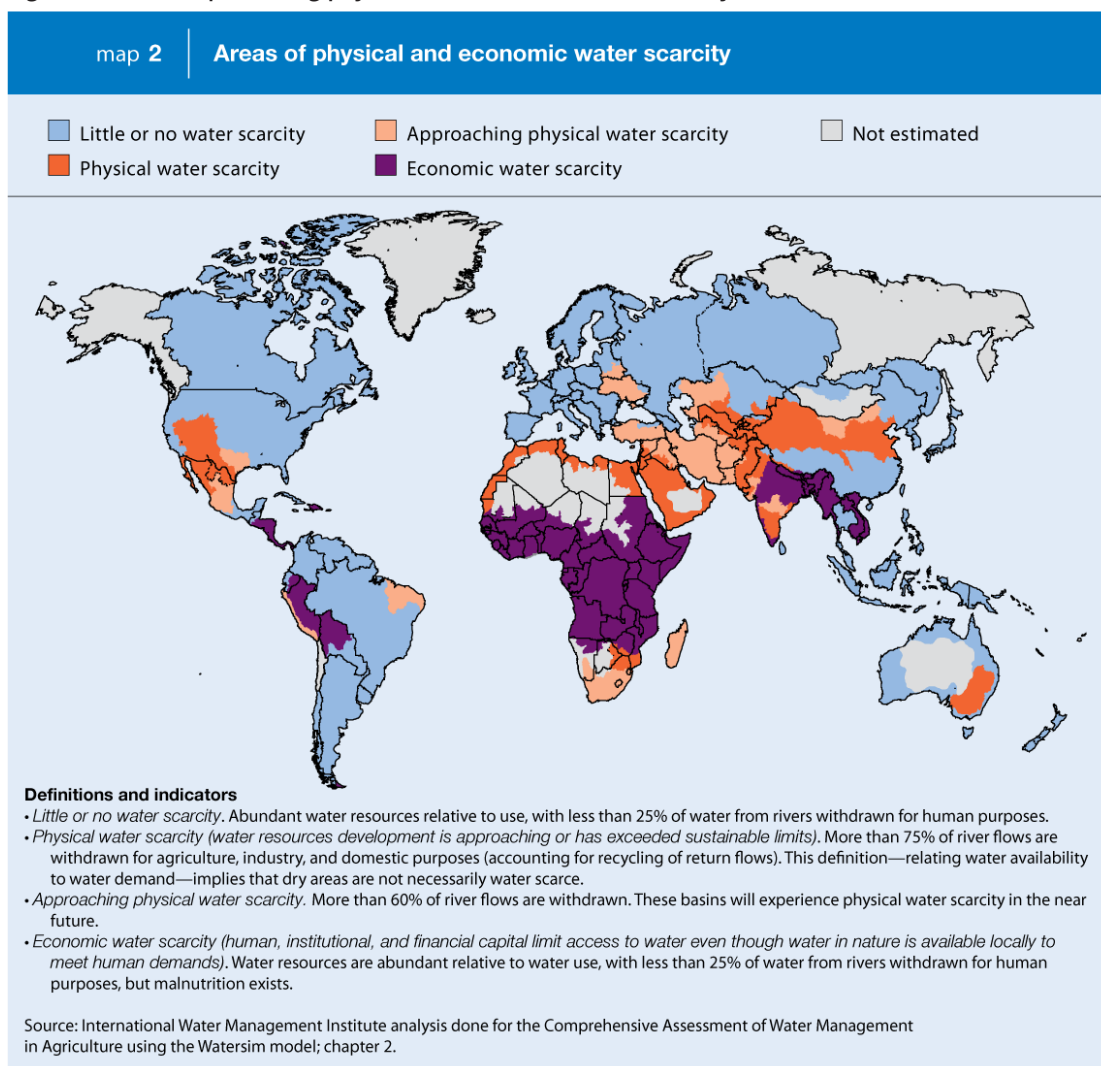 map 2 Areas of physical and economic water scarcity
Little or no water scarcity Approaching physical water scarcity Not estimated
Physical water scarcity Economic water scarcity
Definitions and indicators
• Little or no water scarcity. Abundant water resources relative to use, with less than 25% of water from rivers withdrawn for human purposes.
• Physical water scarcity (water resources development is approaching or has exceeded sustainable limits). More than 75% of river flows are
withdrawn for agriculture, industry, and domestic purposes (accounting for recycling of return flows). This definition—relating water availability
to water demand—implies that dry areas are not necessarily water scarce.
• Approaching physical water scarcity. More than 60% of river flows are withdrawn. These basins will experience physical water scarcity in the near
future.
• Economic water scarcity (human, institutional, and financial capital limit access to water even though water in nature is available locally to
meet human demands). Water resources are abundant relative to water use, with less than 25% of water from rivers withdrawn for human
purposes, but malnutrition exists.
Source: International Water Management Institute analysis done for the Comprehensive Assessment of Water Management
in Agriculture using the Watersim model; chapter 2.